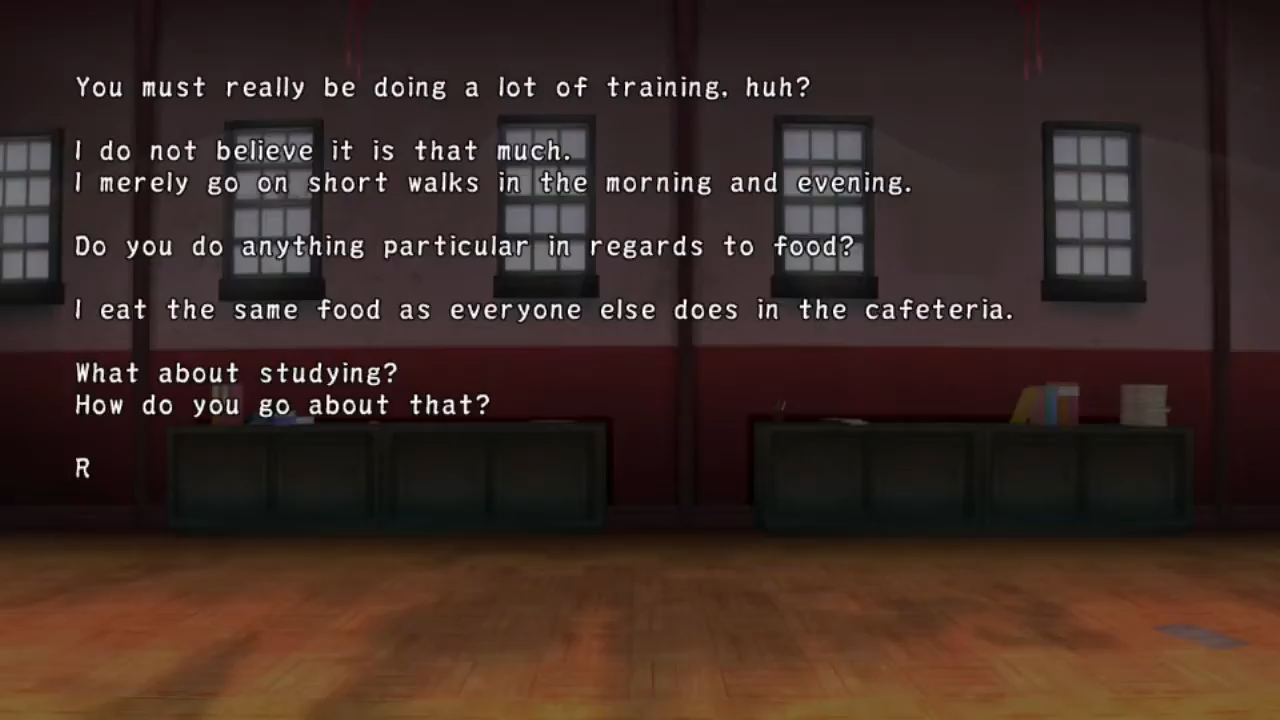 You must really be doing a lot of training, huh?
I do not believe it is that much.
I merely go on short walks in the morning and evening.
Do you do anything particular in regards to food?
I eat the same food as everyone else does in the cafeteria.
What about studying?
How do you go about that?
R